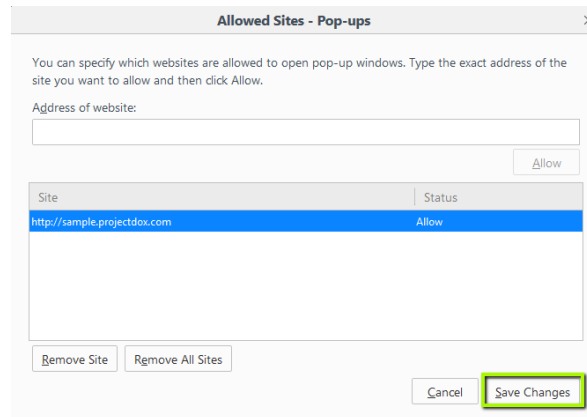 Allowed Sites - Pop-ups
You can specify which websites are allowed to open pop-up windows. Type the exact address of the
site you want to allow and then click Allow.
Address of website:
Allow
Site Status
http://sample.projectdox.com Allow
Remove Site Remove All Sites
Cancel Save Changes